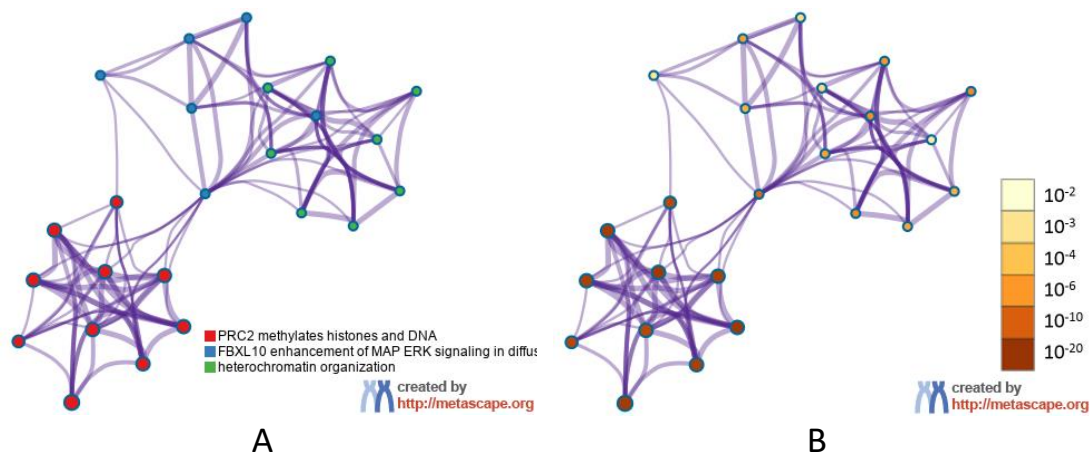 PRC2 methylates histones and DNA
FBXL10 enhancement of MAP ERK signaling in diffus
heterochromatin organization
created by
http://metascape.org
A
10-2
10-3
10-4
10-6
10-10
10-20
created by
http://metascape.org
B